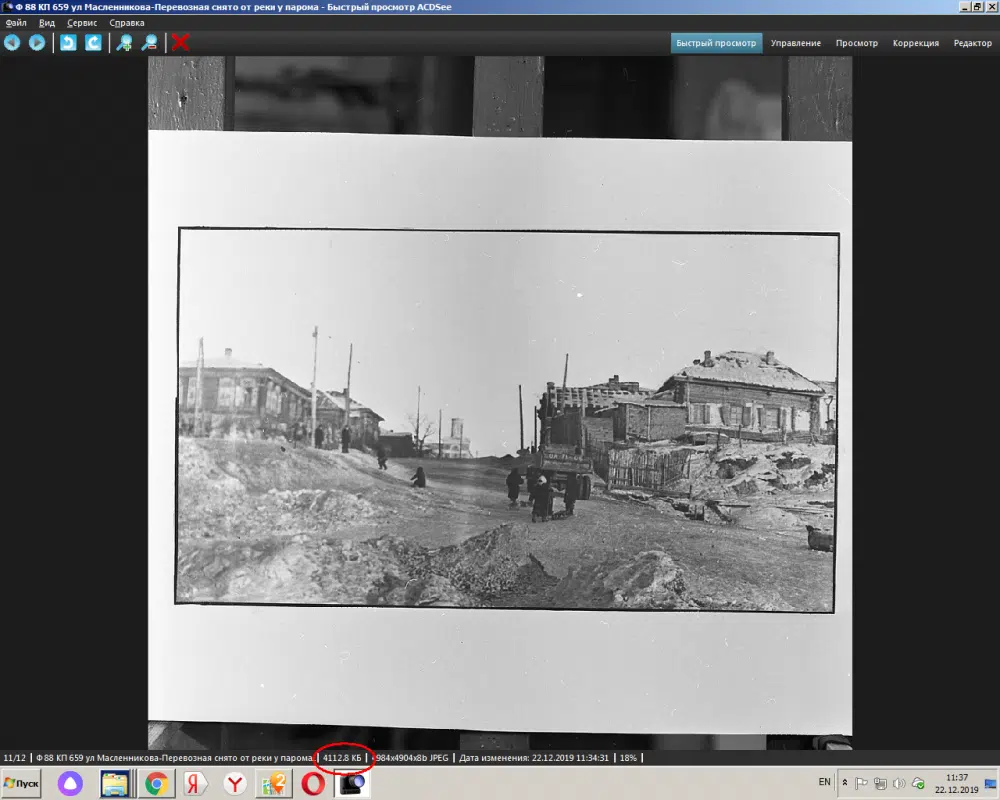 Ф 88 КП 659 ул Масленникова-Перевозная снято от реки у парома - Быстрый просмотр ACDSee
Файл Вид Сервис Справка
Быстрый просмотр Управление Просмотр Коррекция Редактор
11/12 Ф 88 КП 659 ул Масленникова-Перевозная снято от реки у парома 4112.8 КБ 984x4904x8b JPEG Дата изменения: 22.12.2019 11:34:31 18%
Пуск EN 11:37
22.12.2019